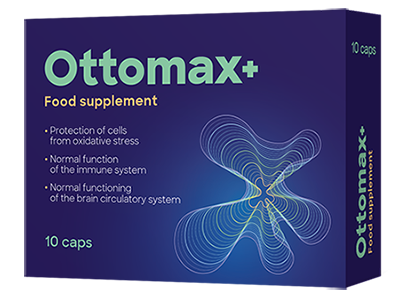 Ottomax+
Food supplement
• Protection of cells
from oxidative stress
• Normal function
of the immune system
• Normal functioning
of the brain circulatory system
10 caps
10 caps
Ottomax+
Food supplement